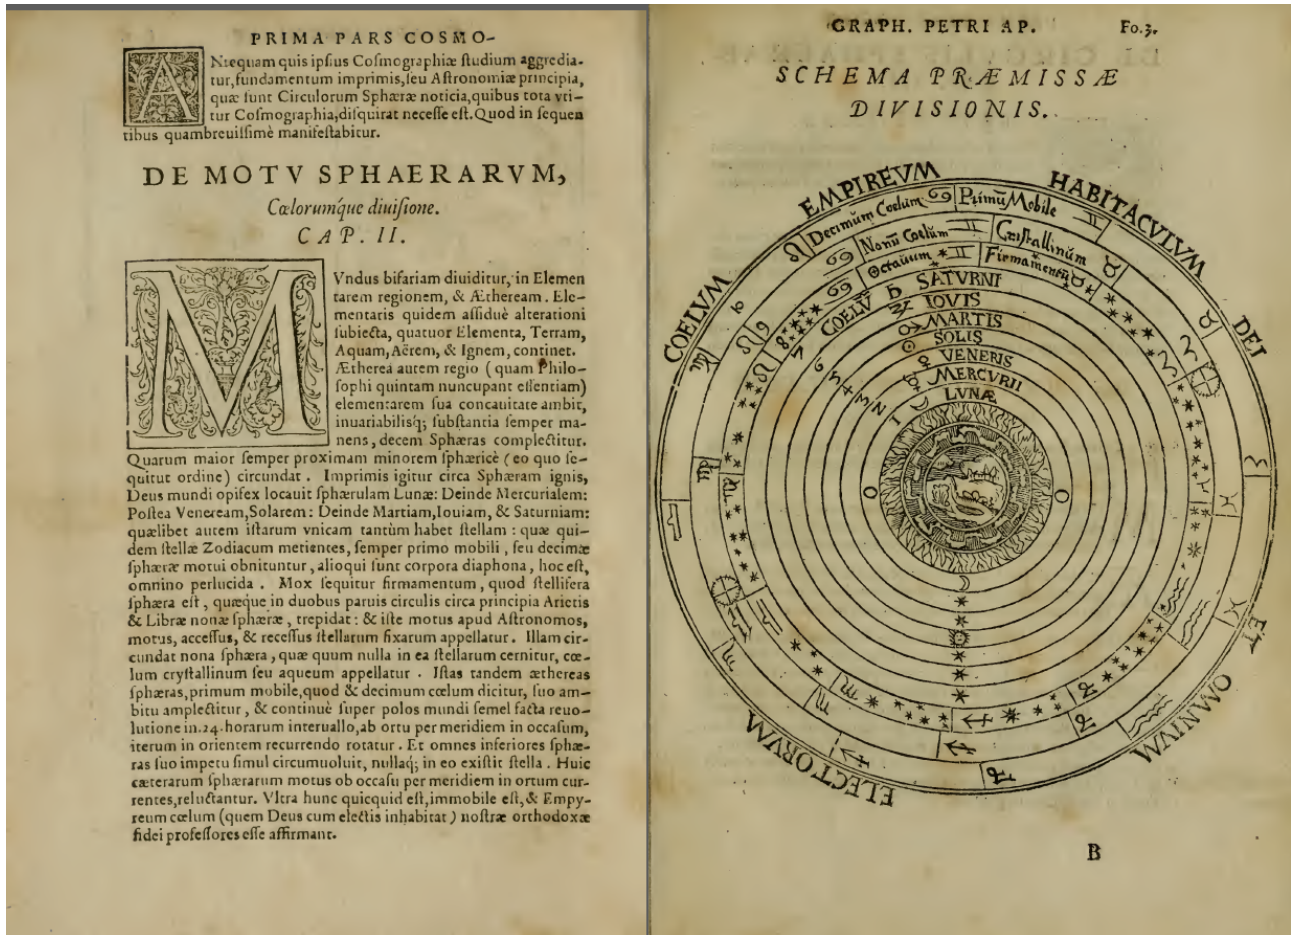 PRIMA PARS COSMO-
ANtequam quis ipsius Cosmographiæ studium aggredia-
tur, fundamentum imprimis, seu Astronomiæ principia,
quæ sunt Circulorum Sphæræ noticia, quibus tota vti-
tur Cosmographia, disquirat necesse est. Quod in sequen
tibus quambreuissimè manifestabitur.
DE MOTV SPHAERARVM,
Cœlorumq́ue diuisione.
CAP. II.
MVndus bifariam diuiditur, in Elemen
tarem regionem, & Ætheream. Ele-
mentaris quidem assiduè alterationi
subiecta, quatuor Elementa, Terram,
Aquam, Aërem, & Ignem, continet.
Ætherea autem regio (quam Philo-
sophi quintam nuncupant essentiam)
elementarem sua concauitate ambit,
inuariabilisq; substantia semper ma-
nens, decem Sphæras complectitur.
Quarum maior semper proximam minorem sphæricè (eo quo se-
quitur ordine) circundat. Imprimis igitur circa Sphæram ignis,
Deus mundi opifex locauit sphærulam Lunæ: Deinde Mercurialem:
Postea Veneream, Solarem: Deinde Martiam, Iouiam, & Saturniam:
quælibet autem istarum vnicam tantùm habet stellam: quæ qui-
dem stellæ Zodiacum metientes, semper primo mobili, seu decimæ
sphæræ motui obnituntur, alioqui sunt corpora diaphona, hoc est,
omnino perlucida. Mox sequitur firmamentum, quod stellifera
sphæra est, quæque in duobus paruis circulis circa principia Arietis
& Libræ nonæ sphæræ, trepidat: & iste motus apud Astronomos,
motus, accessus, & recessus stellarum fixarum appellatur. Illam cir-
cundat nona sphæra, quæ quum nulla in ea stellarum cernitur, cœ-
lum crystallinum seu aqueum appellatur. Istas tandem æthereas
sphæras, primum mobile, quod & decimum cœlum dicitur, suo am-
bitu amplectitur, & continuè super polos mundi semel facta reuo-
lutione in .24. horarum interuallo, ab ortu per meridiem in occasum,
iterum in orientem recurrendo rotatur. Et omnes inferiores sphæ-
ras suo impetu simul circumuoluit, nullaq; in eo existit stella. Huic
cæterarum sphærarum motus ob occasu per meridiem in ortum cur-
rentes, reluctantur. Vltra hunc quicquid est, immobile est, & Empy-
reum cœlum (quem Deus cum electis inhabitat) nostræ orthodoxæ
fidei professores esse affirmant.
GRAPH. PETRI AP. Fo.3.
SCHEMA PRÆMISSÆ
DIVISIONIS.
COELVM EMPIREVM HABITACVLVM DEI ET OMNIVM ELECTORVM
♋ ♊ ♉ ♈ ♓ ♒ ♑ ♐ ♏ ♎ ♍ ♌
Decimum Coelum Primū Mobile
Nonū Coelum Cristallinum
Octauum Firmamentū
COELV̄ ♄ SATVRNI
♃ IOVIS
♂ MARTIS
☉ SOLIS
♀ VENERIS
☿ MERCVRII
☽ LVNÆ
7 6 5 4 3 2 1
B